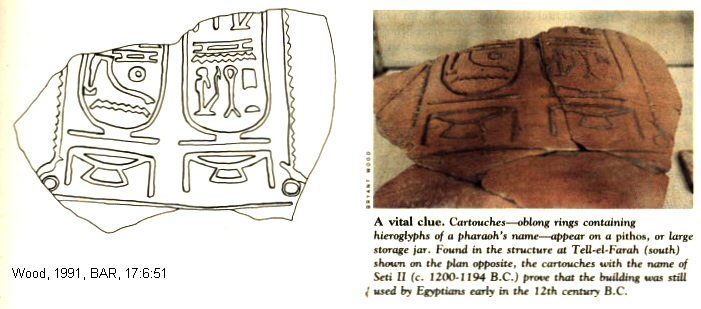 BRYANT WOOD
A vital clue. Cartouches—oblong rings containing
hieroglyphs of a pharaoh's name—appear on a pithos, or large
storage jar. Found in the structure at Tell-el-Farah (south)
shown on the plan opposite, the cartouches with the name of
Seti II (c. 1200-1194 B.C.) prove that the building was still
used by Egyptians early in the 12th century B.C.
Wood, 1991, BAR, 17:6:51